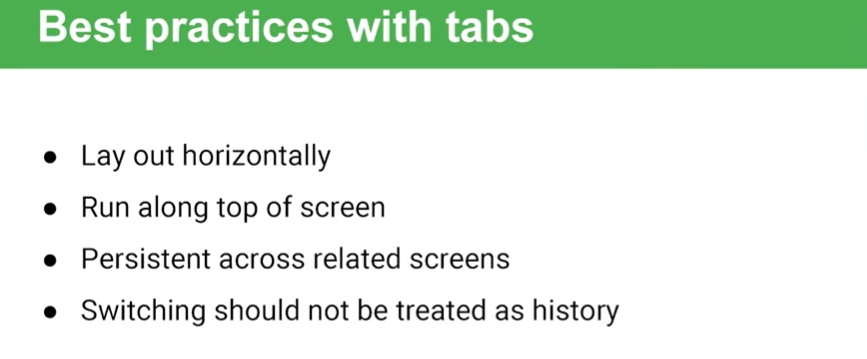 Best practices with tabs
● Lay out horizontally
● Run along top of screen
● Persistent across related screens
● Switching should not be treated as history